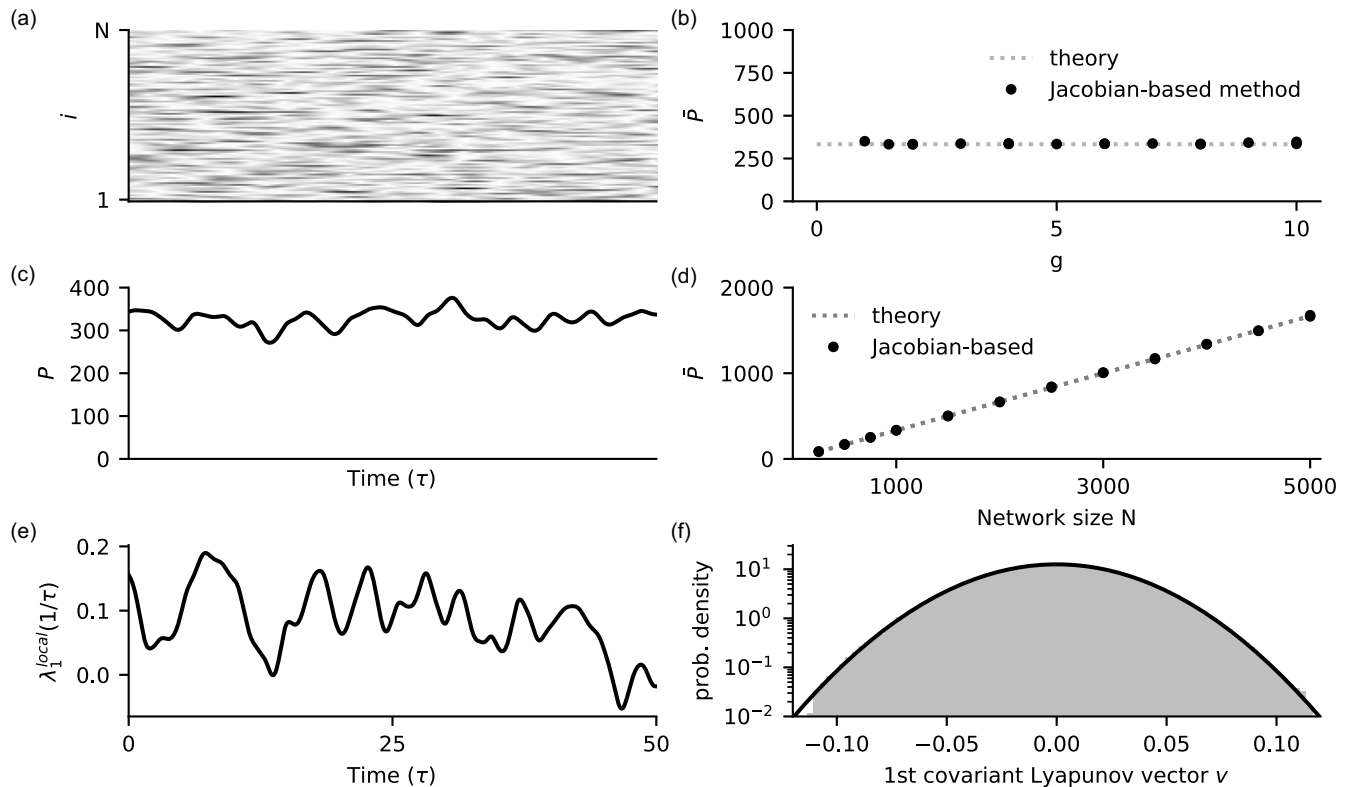 (a)
N
i
1
(b)
1000
750
500
250
0
P̄
theory
Jacobian-based method
0
5
10
g
(c)
400
300
200
100
0
P
Time (τ)
(d)
2000
1000
0
P̄
theory
Jacobian-based
1000
3000
5000
Network size N
(e)
0.2
0.1
0.0
λ₁ˡᵒᶜᵃˡ(1/τ)
0
25
50
Time (τ)
(f)
10¹
10⁰
10⁻¹
10⁻²
prob. density
−0.10
−0.05
0.00
0.05
0.10
1st covariant Lyapunov vector v